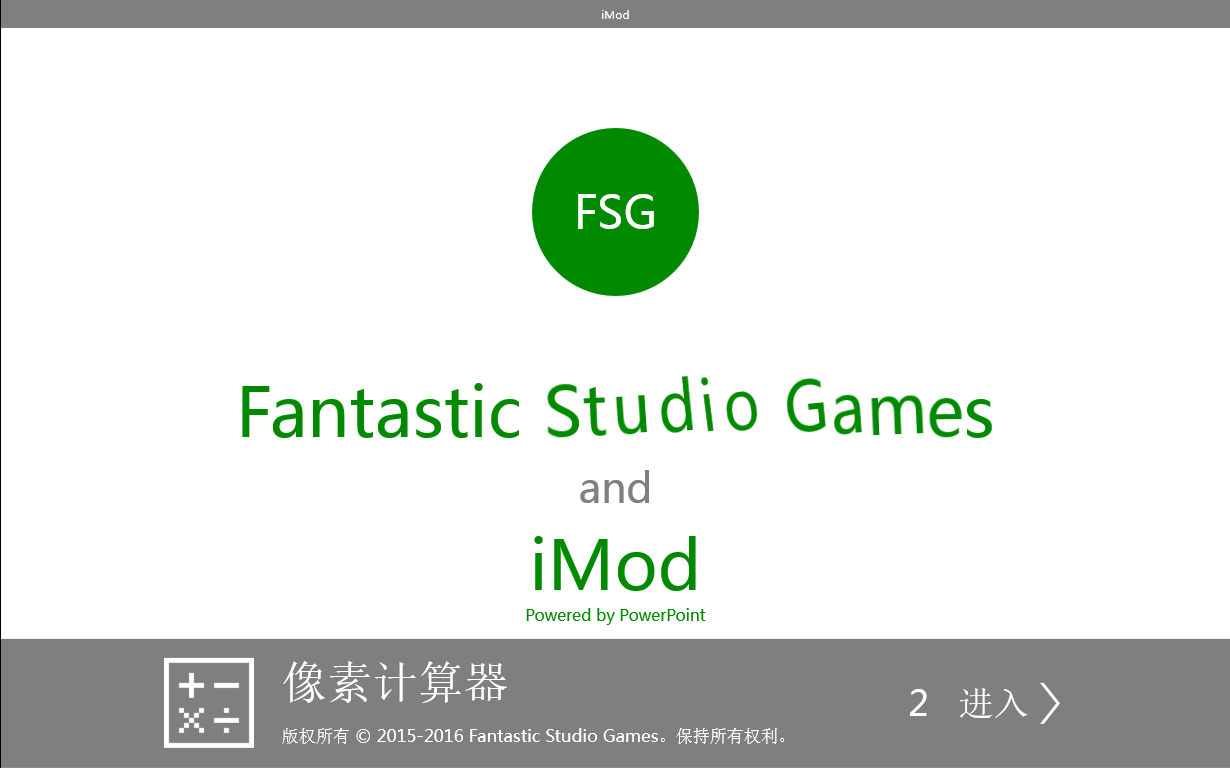 iMod
FSG
Fantastic Studio Games
and
iMod
Powered by PowerPoint
像素计算器
2 进入
版权所有 © 2015-2016 Fantastic Studio Games。保持所有权利。